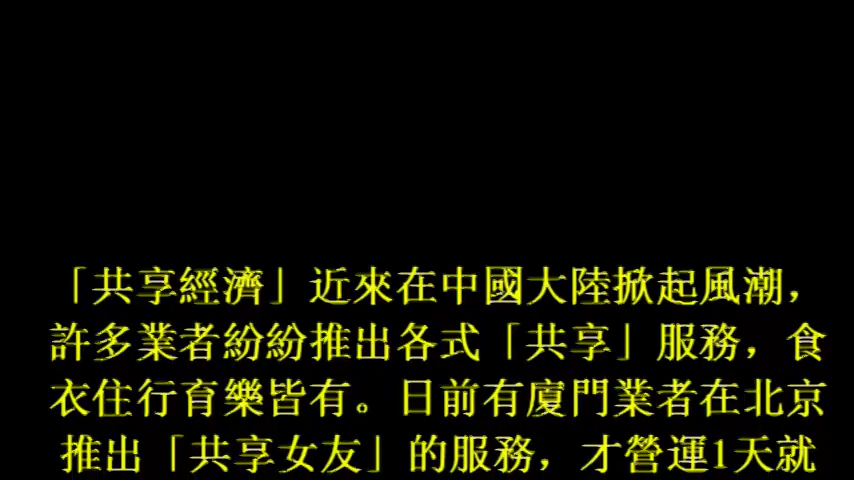 「共享經濟」近來在中國大陸掀起風潮，
許多業者紛紛推出各式「共享」服務，食
衣住行育樂皆有。日前有廈門業者在北京
推出「共享女友」的服務，才營運1天就